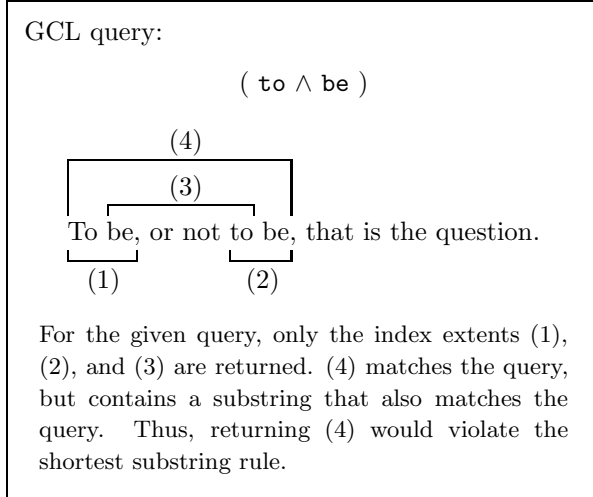 GCL query:
( to ∧ be )
(4)
(3)
To be, or not to be, that is the question.
(1) (2)
For the given query, only the index extents (1),
(2), and (3) are returned. (4) matches the query,
but contains a substring that also matches the
query. Thus, returning (4) would violate the
shortest substring rule.